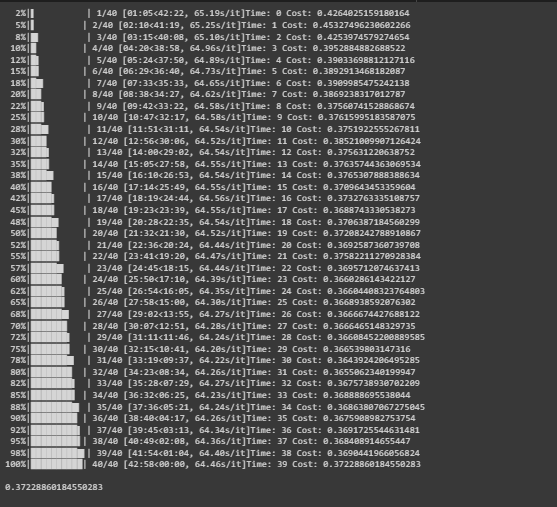 2%| | 1/40 [01:05<42:22, 65.19s/it]Time: 0 Cost: 0.4264025159180164
5%| | 2/40 [02:10<41:19, 65.25s/it]Time: 1 Cost: 0.45327496230602266
8%| | 3/40 [03:15<40:08, 65.10s/it]Time: 2 Cost: 0.4253974579274654
10%| | 4/40 [04:20<38:58, 64.96s/it]Time: 3 Cost: 0.3952884882688522
12%| | 5/40 [05:24<37:50, 64.89s/it]Time: 4 Cost: 0.39033698812127116
15%| | 6/40 [06:29<36:40, 64.73s/it]Time: 5 Cost: 0.3892913468182087
18%| | 7/40 [07:33<35:33, 64.65s/it]Time: 6 Cost: 0.3909985475242138
20%| | 8/40 [08:38<34:27, 64.62s/it]Time: 7 Cost: 0.3869238317012787
22%| | 9/40 [09:42<33:22, 64.58s/it]Time: 8 Cost: 0.37560741528868674
25%| | 10/40 [10:47<32:17, 64.58s/it]Time: 9 Cost: 0.37615995183587075
28%| | 11/40 [11:51<31:11, 64.54s/it]Time: 10 Cost: 0.3751922555267811
30%| | 12/40 [12:56<30:06, 64.52s/it]Time: 11 Cost: 0.38521009907126424
32%| | 13/40 [14:00<29:02, 64.54s/it]Time: 12 Cost: 0.375631220638752
35%| | 14/40 [15:05<27:58, 64.55s/it]Time: 13 Cost: 0.37635744363069534
38%| | 15/40 [16:10<26:53, 64.54s/it]Time: 14 Cost: 0.3765307888388634
40%| | 16/40 [17:14<25:49, 64.55s/it]Time: 15 Cost: 0.3709643453359604
42%| | 17/40 [18:19<24:44, 64.56s/it]Time: 16 Cost: 0.3732763335108757
45%| | 18/40 [19:23<23:39, 64.55s/it]Time: 17 Cost: 0.3688743330538273
48%| | 19/40 [20:28<22:35, 64.54s/it]Time: 18 Cost: 0.3706387184560299
50%| | 20/40 [21:32<21:30, 64.52s/it]Time: 19 Cost: 0.37208242788910867
52%| | 21/40 [22:36<20:24, 64.44s/it]Time: 20 Cost: 0.3692587360739708
55%| | 22/40 [23:41<19:20, 64.47s/it]Time: 21 Cost: 0.37582211270928384
57%| | 23/40 [24:45<18:15, 64.44s/it]Time: 22 Cost: 0.3695712074637413
60%| | 24/40 [25:50<17:10, 64.39s/it]Time: 23 Cost: 0.3660286143422127
62%| | 25/40 [26:54<16:05, 64.35s/it]Time: 24 Cost: 0.36604408323764803
65%| | 26/40 [27:58<15:00, 64.30s/it]Time: 25 Cost: 0.3668938592076302
68%| | 27/40 [29:02<13:55, 64.27s/it]Time: 26 Cost: 0.3666674427688122
70%| | 28/40 [30:07<12:51, 64.28s/it]Time: 27 Cost: 0.3666465148329735
72%| | 29/40 [31:11<11:46, 64.24s/it]Time: 28 Cost: 0.36608452200889585
75%| | 30/40 [32:15<10:41, 64.20s/it]Time: 29 Cost: 0.366539803147316
78%| | 31/40 [33:19<09:37, 64.22s/it]Time: 30 Cost: 0.3643924206495285
80%| | 32/40 [34:23<08:34, 64.26s/it]Time: 31 Cost: 0.3655062340199947
82%| | 33/40 [35:28<07:29, 64.27s/it]Time: 32 Cost: 0.3675738930702209
85%| | 34/40 [36:32<06:25, 64.23s/it]Time: 33 Cost: 0.368888695538044
88%| | 35/40 [37:36<05:21, 64.24s/it]Time: 34 Cost: 0.36863807067275045
90%| | 36/40 [38:40<04:17, 64.26s/it]Time: 35 Cost: 0.3675908982753754
92%| | 37/40 [39:45<03:13, 64.34s/it]Time: 36 Cost: 0.3691725544631481
95%| | 38/40 [40:49<02:08, 64.36s/it]Time: 37 Cost: 0.368408914655447
98%| | 39/40 [41:54<01:04, 64.40s/it]Time: 38 Cost: 0.3690441966056824
100%| | 40/40 [42:58<00:00, 64.46s/it]Time: 39 Cost: 0.37228860184550283
0.37228860184550283